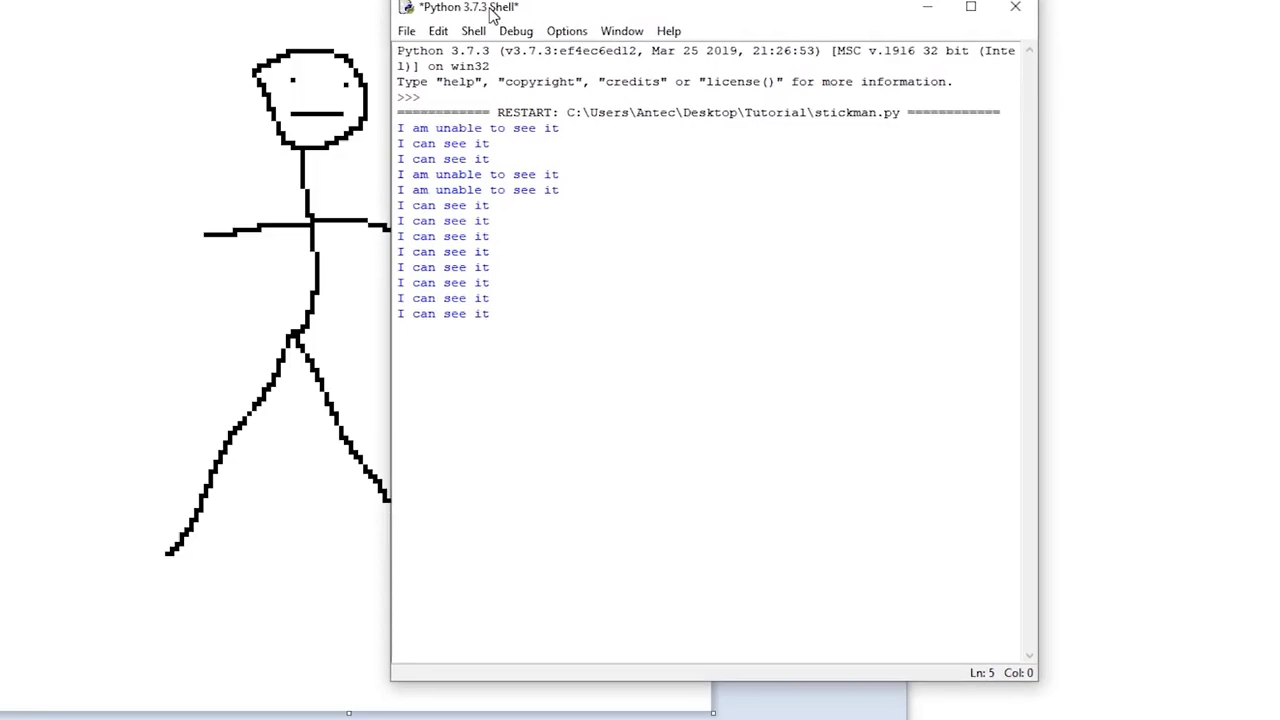 *Python 3.7.3 Shell*
File Edit Shell Debug Options Window Help
Python 3.7.3 (v3.7.3:ef4ec6ed12, Mar 25 2019, 21:26:53) [MSC v.1916 32 bit (Inte
l)] on win32
Type "help", "copyright", "credits" or "license()" for more information.
>>>
============ RESTART: C:\Users\Antec\Desktop\Tutorial\stickman.py ============
I am unable to see it
I can see it
I can see it
I am unable to see it
I am unable to see it
I can see it
I can see it
I can see it
I can see it
I can see it
I can see it
I can see it
I can see it
Ln: 5 Col: 0